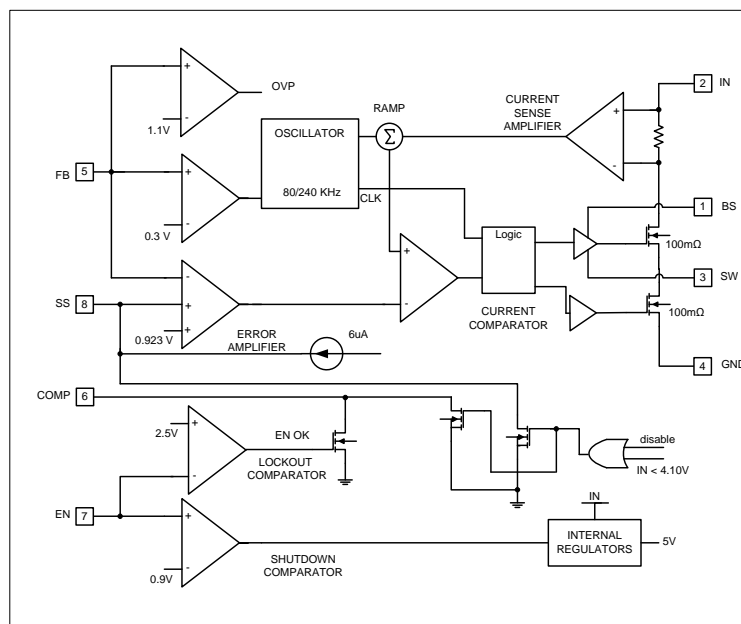 OVP
1.1V
FB
5
0.3 V
OSCILLATOR
80/240 KHz
CLK
RAMP
Σ
CURRENT
SENSE
AMPLIFIER
+
-
2
IN
1
BS
100mΩ
3
SW
100mΩ
4
GND
Logic
CURRENT
COMPARATOR
+
-
+
-
+
-
SS
8
-
+
+
0.923 V
ERROR
AMPLIFIER
6uA
COMP
6
2.5V
+
-
EN OK
LOCKOUT
COMPARATOR
disable
IN < 4.10V
EN
7
+
-
0.9V
SHUTDOWN
COMPARATOR
IN
INTERNAL
REGULATORS
5V